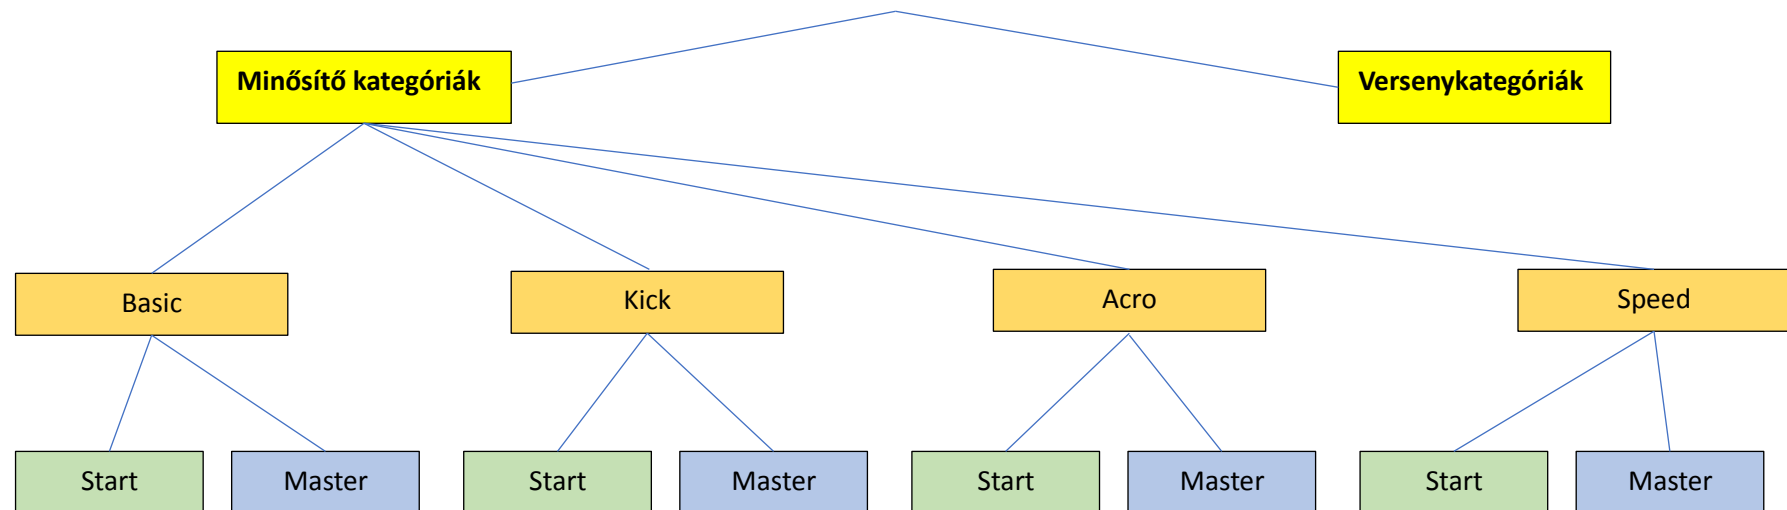 Minősítő kategóriák
Versenykategóriák
Basic
Kick
Acro
Speed
Start
Master
Start
Master
Start
Master
Start
Master